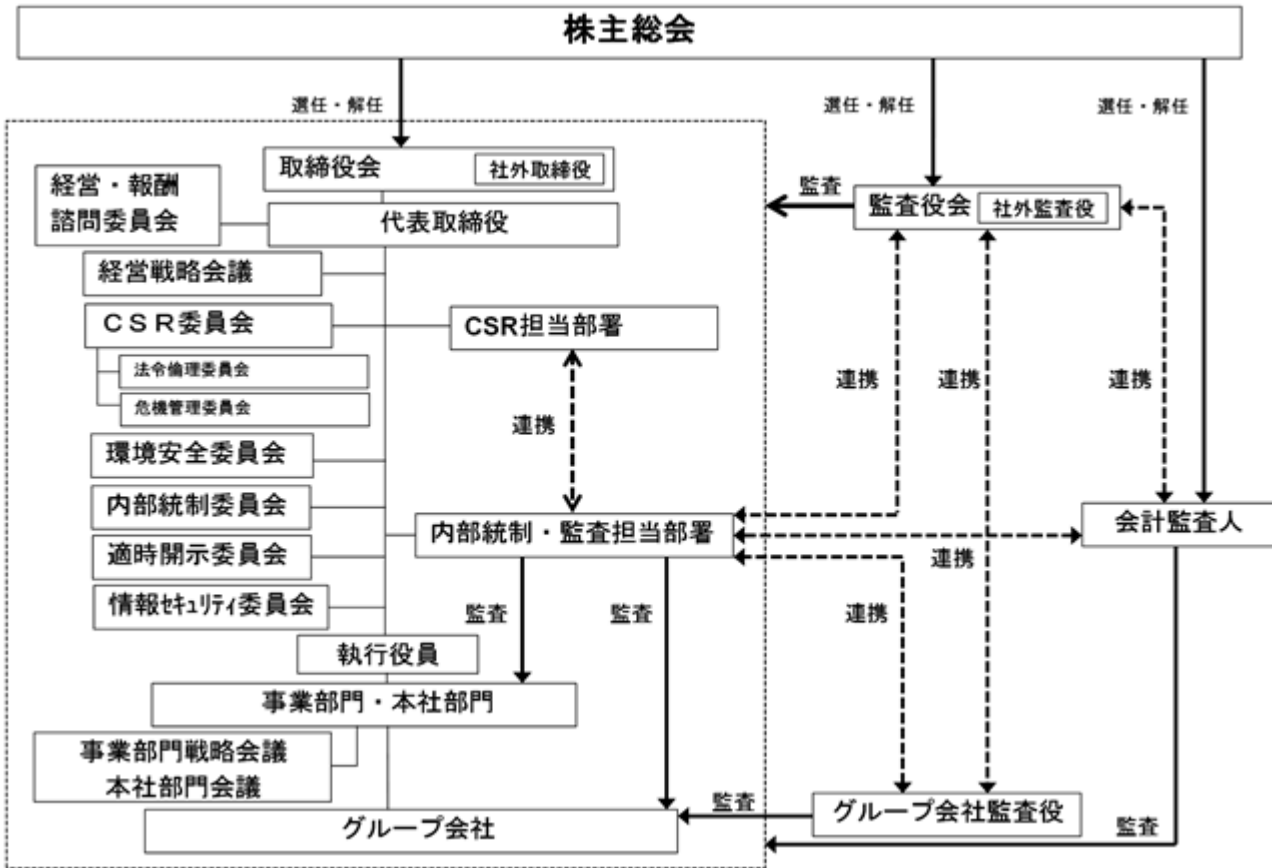 株主総会
選任・解任
選任・解任
選任・解任
取締役会
社外取締役
経営・報酬
諮問委員会
代表取締役
監査
監査役会
社外監査役
経営戦略会議
CSR委員会
CSR担当部署
法令倫理委員会
危機管理委員会
連携
連携
連携
連携
環境安全委員会
内部統制委員会
内部統制・監査担当部署
会計監査人
適時開示委員会
連携
情報セキュリティ委員会
監査
監査
連携
執行役員
事業部門・本社部門
事業部門戦略会議
本社部門会議
グループ会社
監査
グループ会社監査役
監査